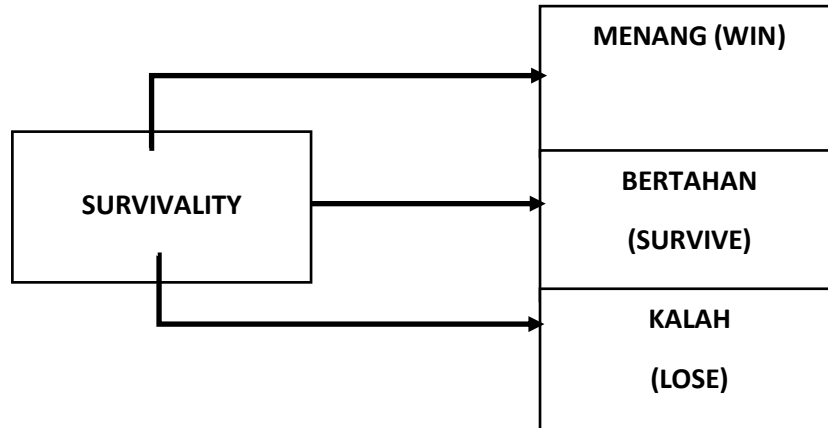 MENANG (WIN)
SURVIVALITY
BERTAHAN
(SURVIVE)
KALAH
(LOSE)